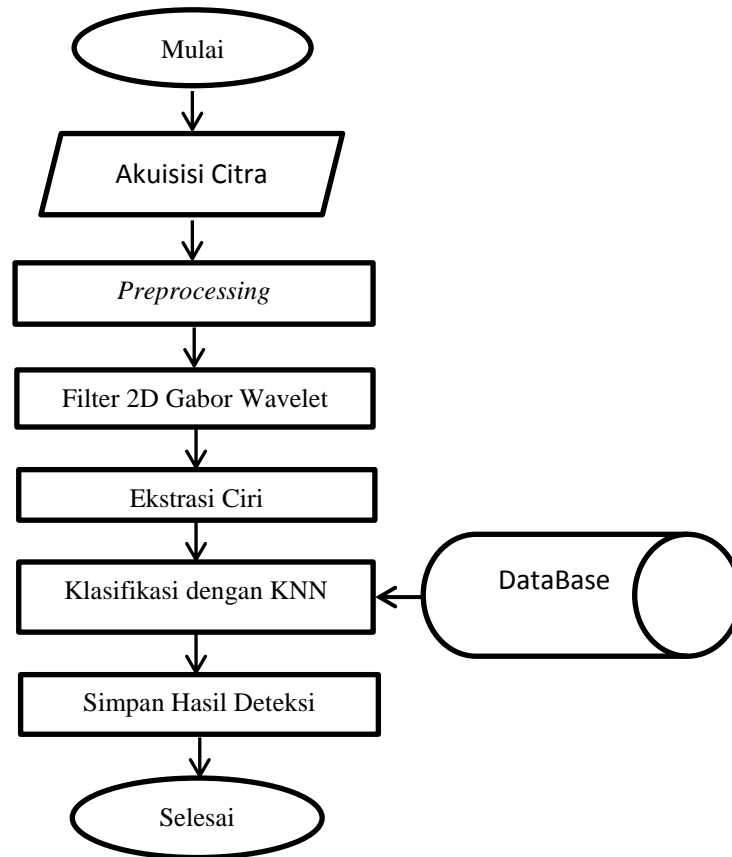 Mulai
Akuisisi Citra
Preprocessing
Filter 2D Gabor Wavelet
Ekstrasi Ciri
Klasifikasi dengan KNN
DataBase
Simpan Hasil Deteksi
Selesai